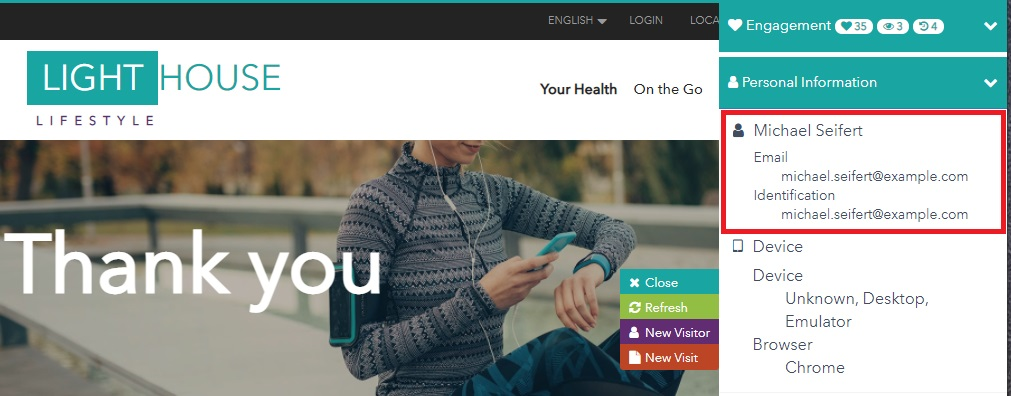 ENGLISH LOGIN LOCA
LIGHT HOUSE
LIFESTYLE
Your Health On the Go
Thank you
Close
Refresh
New Visitor
New Visit
Engagement 35 3 4
Personal Information
Michael Seifert
Email
michael.seifert@example.com
Identification
michael.seifert@example.com
Device
Device
Unknown, Desktop,
Emulator
Browser
Chrome